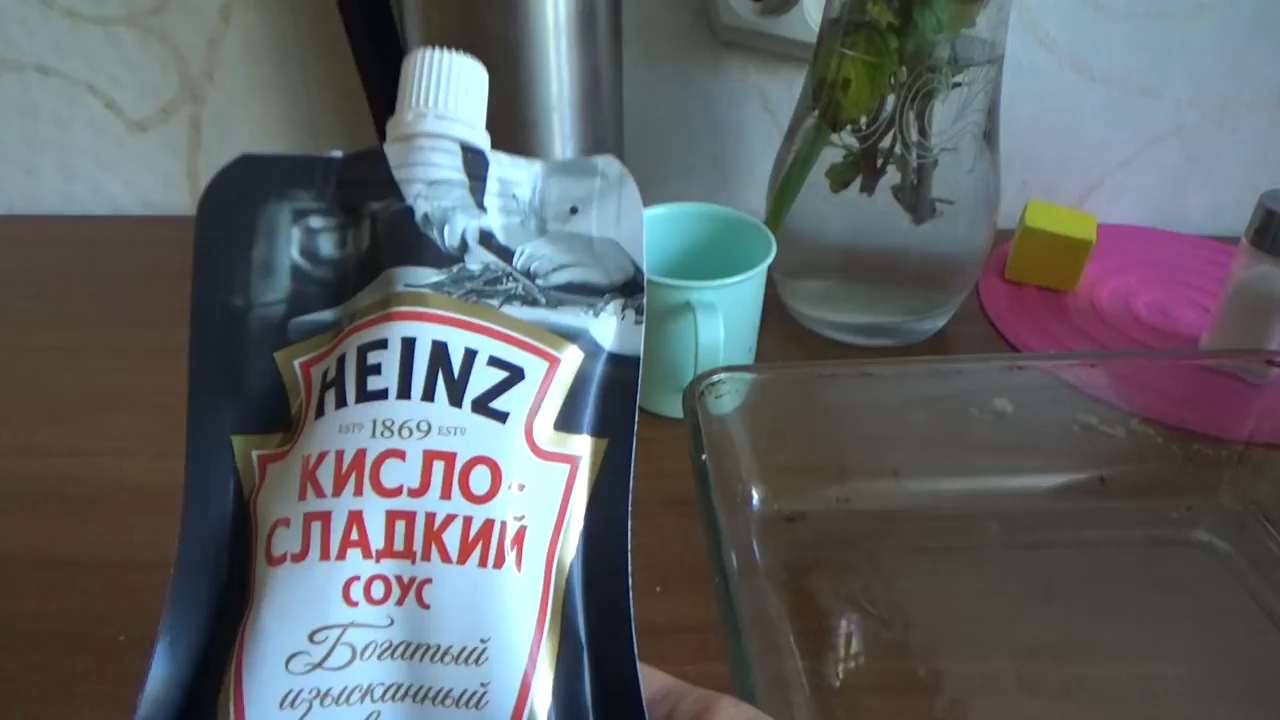 HEINZ
ESTD 1869 ESTD
КИСЛО-
СЛАДКИЙ
СОУС
Богатый
изысканный